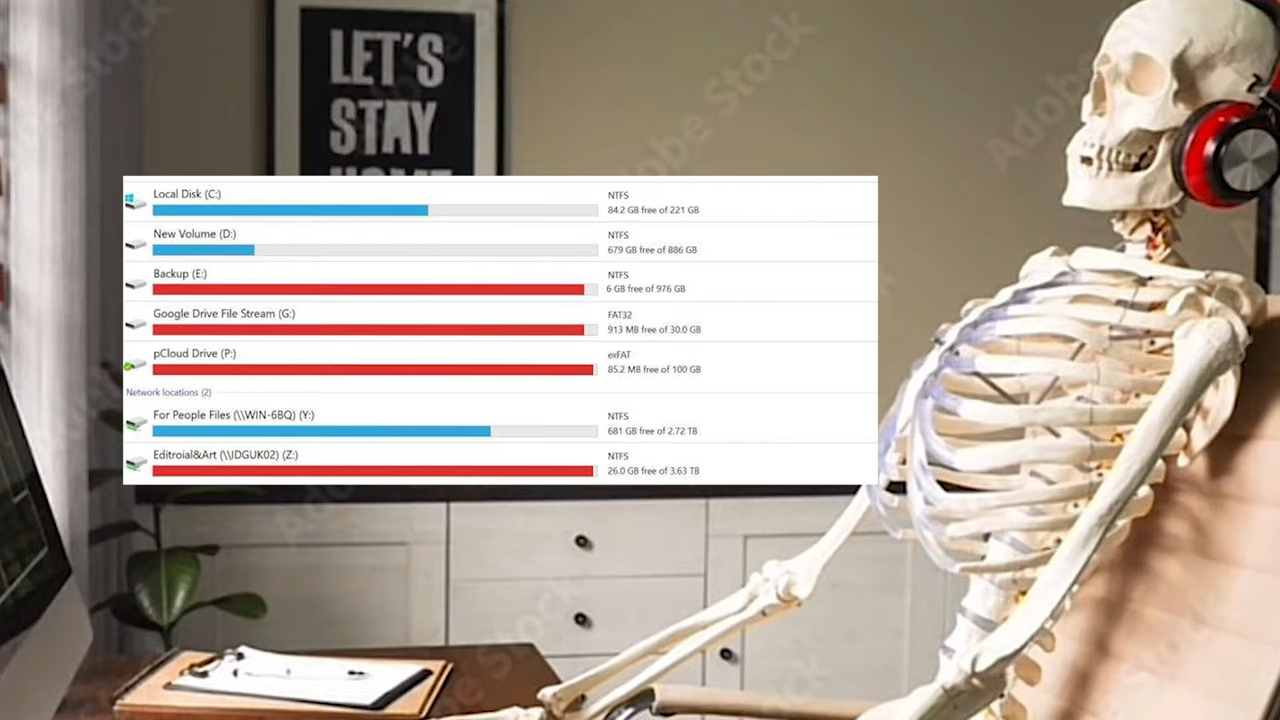 LET'S
STAY
HOME
Local Disk (C:)
NTFS
84.2 GB free of 221 GB
New Volume (D:)
NTFS
679 GB free of 886 GB
Backup (E:)
NTFS
6 GB free of 976 GB
Google Drive File Stream (G:)
FAT32
913 MB free of 30.0 GB
pCloud Drive (P:)
exFAT
85.2 MB free of 100 GB
Network locations (2)
For People Files (\\WIN-6BQ) (Y:)
NTFS
681 GB free of 2.72 TB
Editroial&Art (\\IDGUK02) (Z:)
NTFS
26.0 GB free of 3.63 TB
Adobe Stock